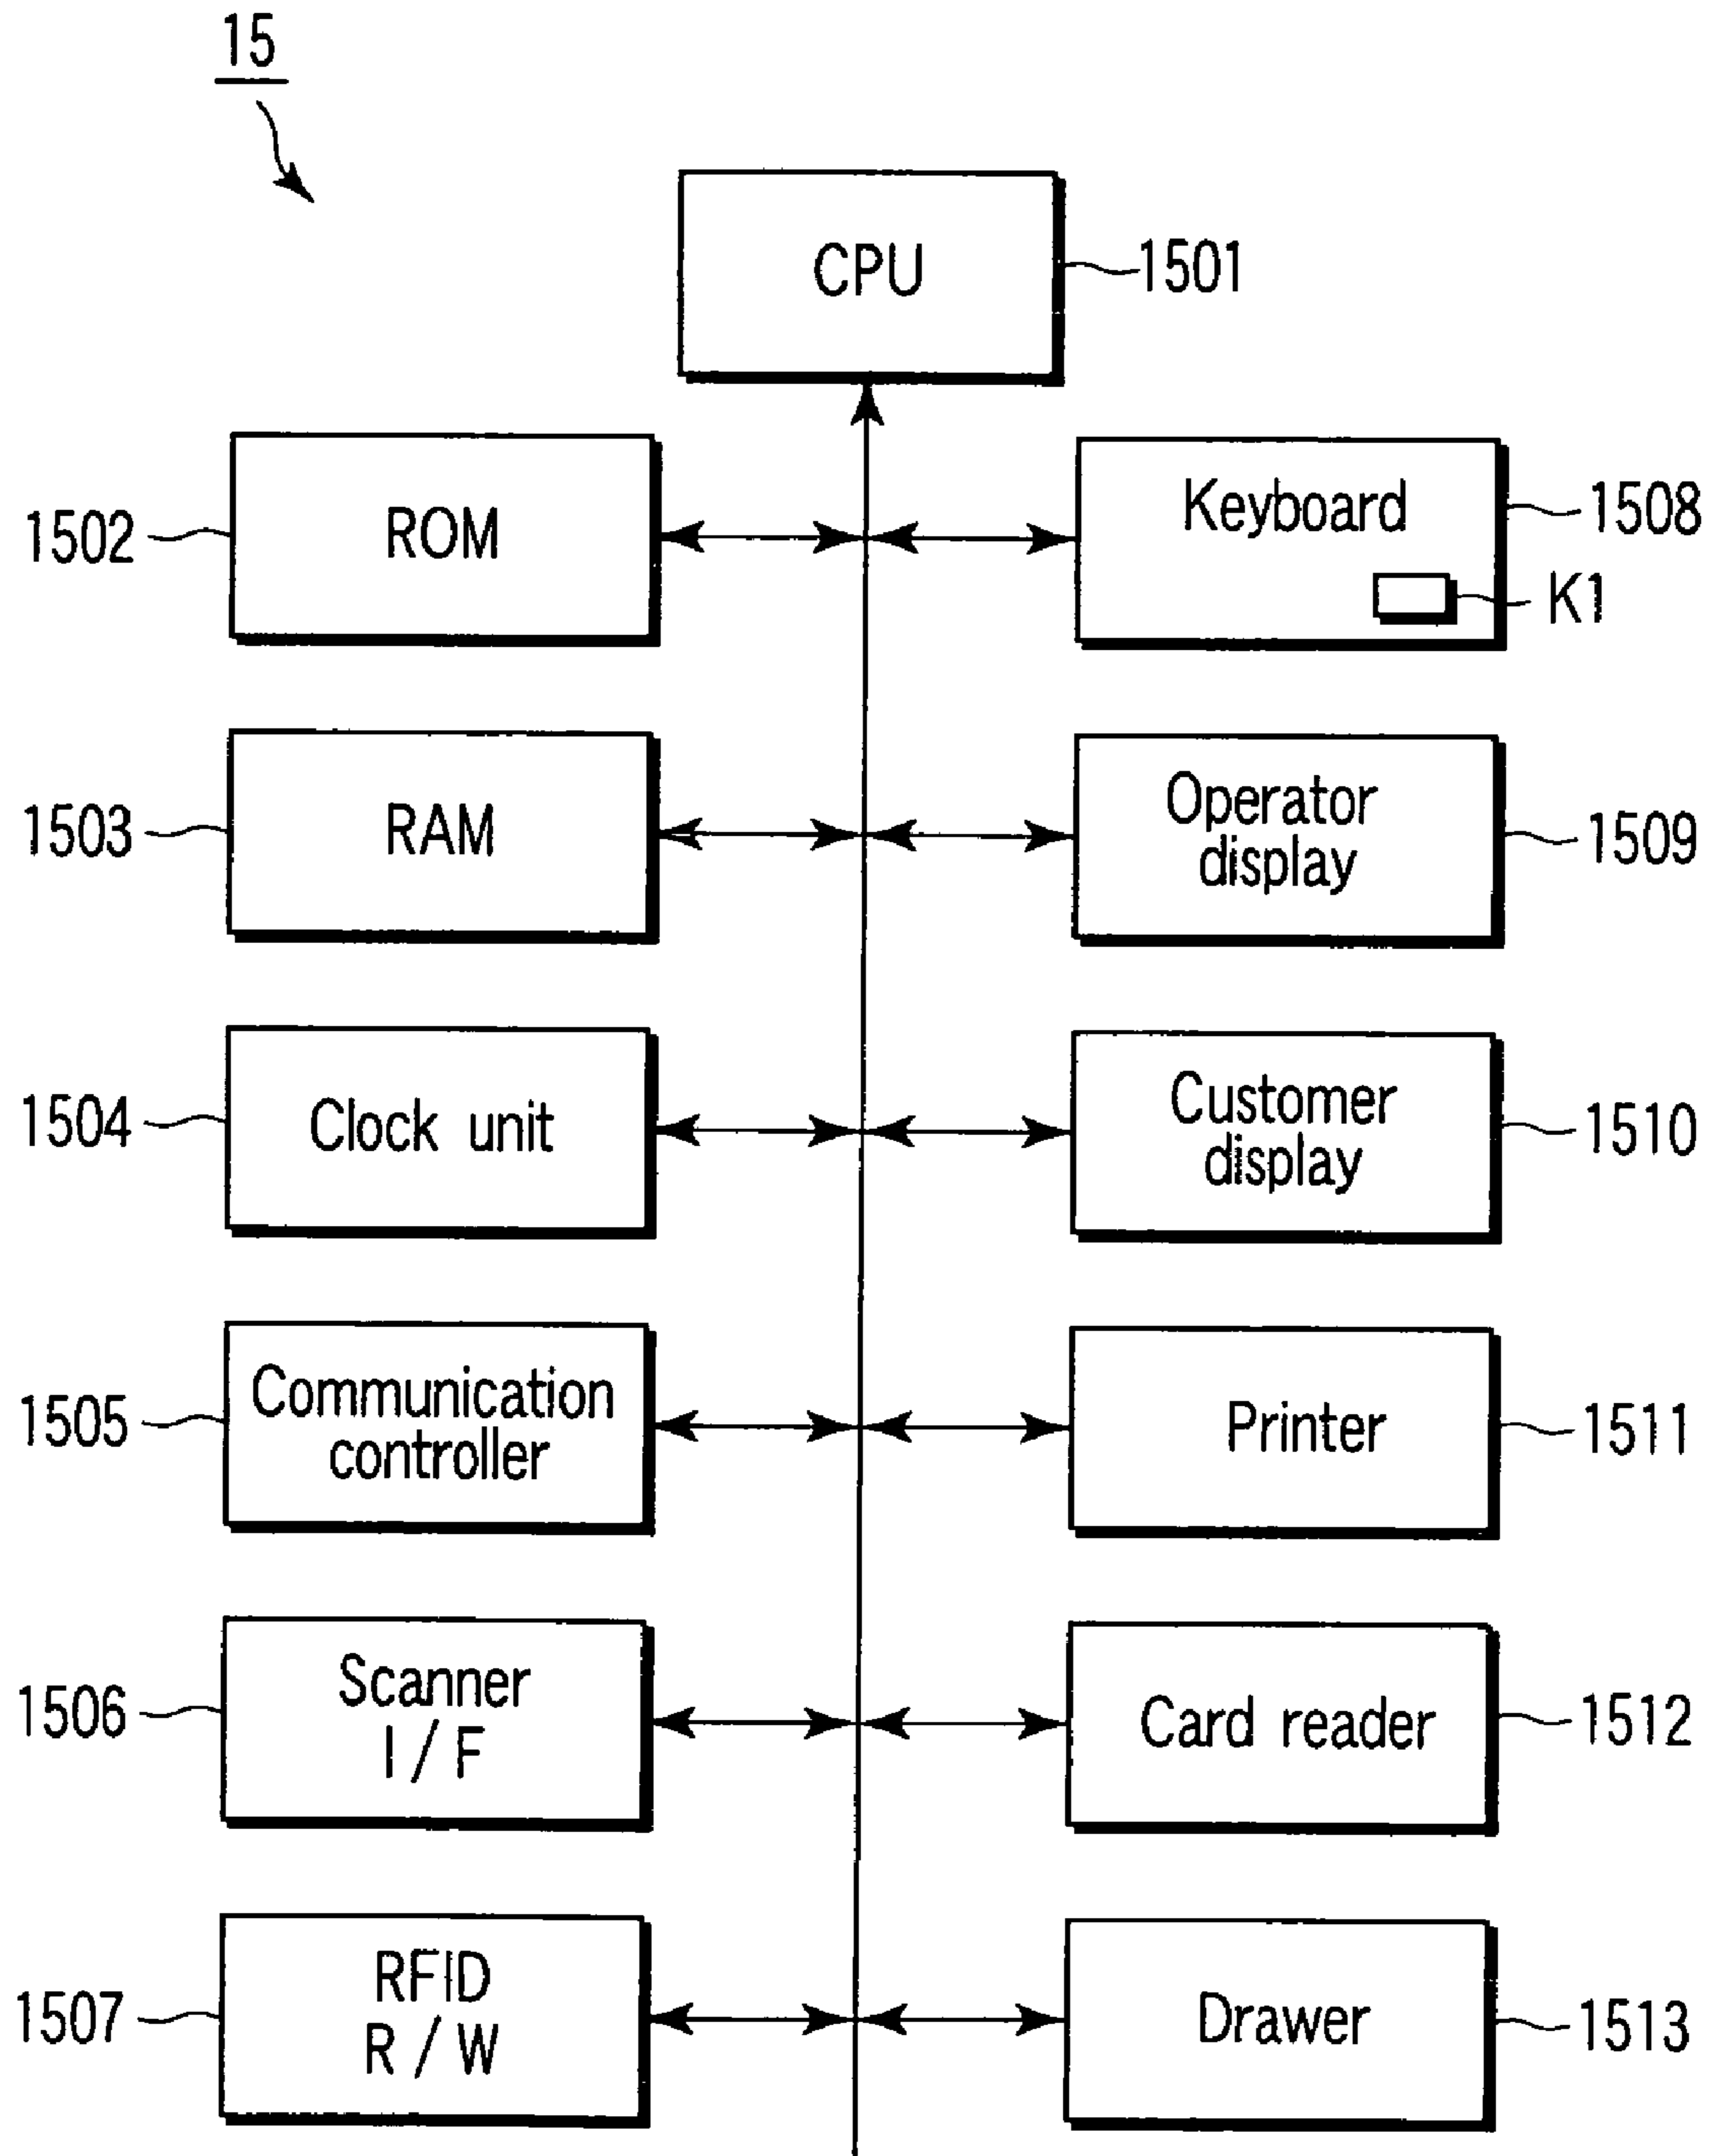 15
CPU
1501
ROM
1502
Keyboard
1508
K1
RAM
1503
Operator
display
1509
Clock unit
1504
Customer
display
1510
Communication
controller
1505
Printer
1511
Scanner
I/F
1506
Card reader
1512
RFID
R/W
1507
Drawer
1513